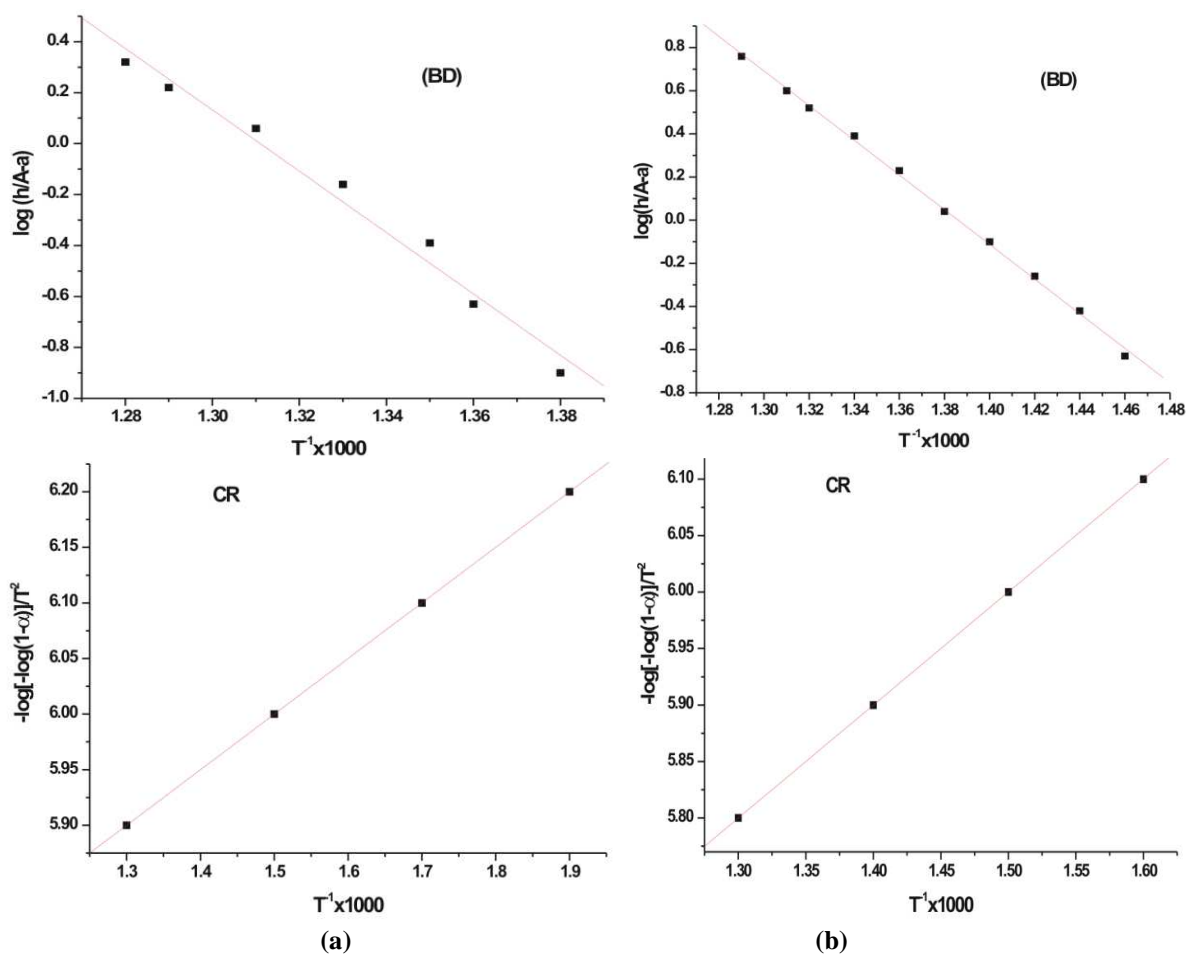 (BD)
log (h/A-a)
0.4
0.2
0.0
-0.2
-0.4
-0.6
-0.8
-1.0
1.28 1.30 1.32 1.34 1.36 1.38
T⁻¹x1000
(BD)
log(h/A-a)
0.8
0.6
0.4
0.2
0.0
-0.2
-0.4
-0.6
-0.8
1.28 1.30 1.32 1.34 1.36 1.38 1.40 1.42 1.44 1.46 1.48
T⁻¹x1000
CR
-log[-log(1-α)]/T²
6.20
6.15
6.10
6.05
6.00
5.95
5.90
1.3 1.4 1.5 1.6 1.7 1.8 1.9
T⁻¹x1000
(a)
CR
-log[-log(1-α)]/T²
6.10
6.05
6.00
5.95
5.90
5.85
5.80
1.30 1.35 1.40 1.45 1.50 1.55 1.60
T⁻¹x1000
(b)